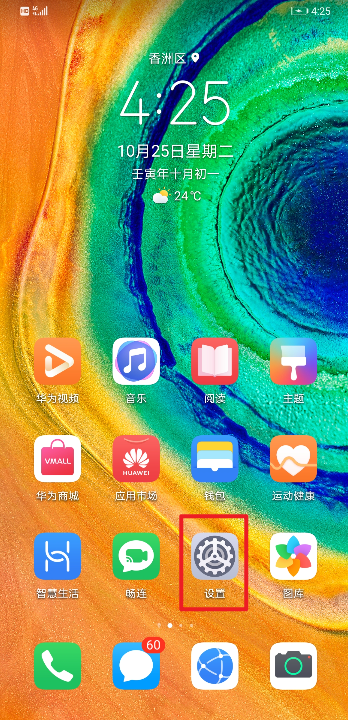 HD 4G
4:25
香洲区
4:25
10月25日星期二
壬寅年十月初一
24℃
华为视频 音乐 阅读 主题
VMALL HUAWEI
华为商城 应用市场 钱包 运动健康
智慧生活 畅连 设置 图库
60